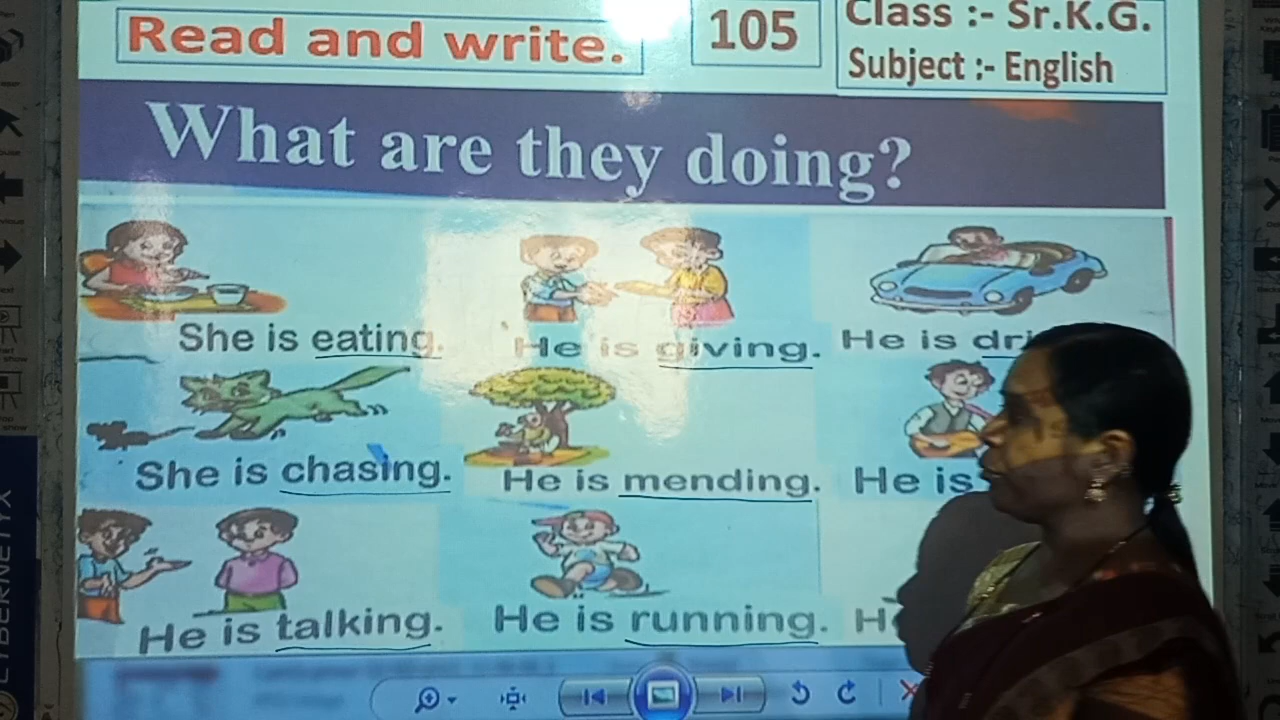 Read and write.
105
Class :- Sr.K.G.
Subject :- English
What are they doing?
She is eating.
He is giving.
He is
She is chasing.
He is mending.
He is
He is talking.
He is running.